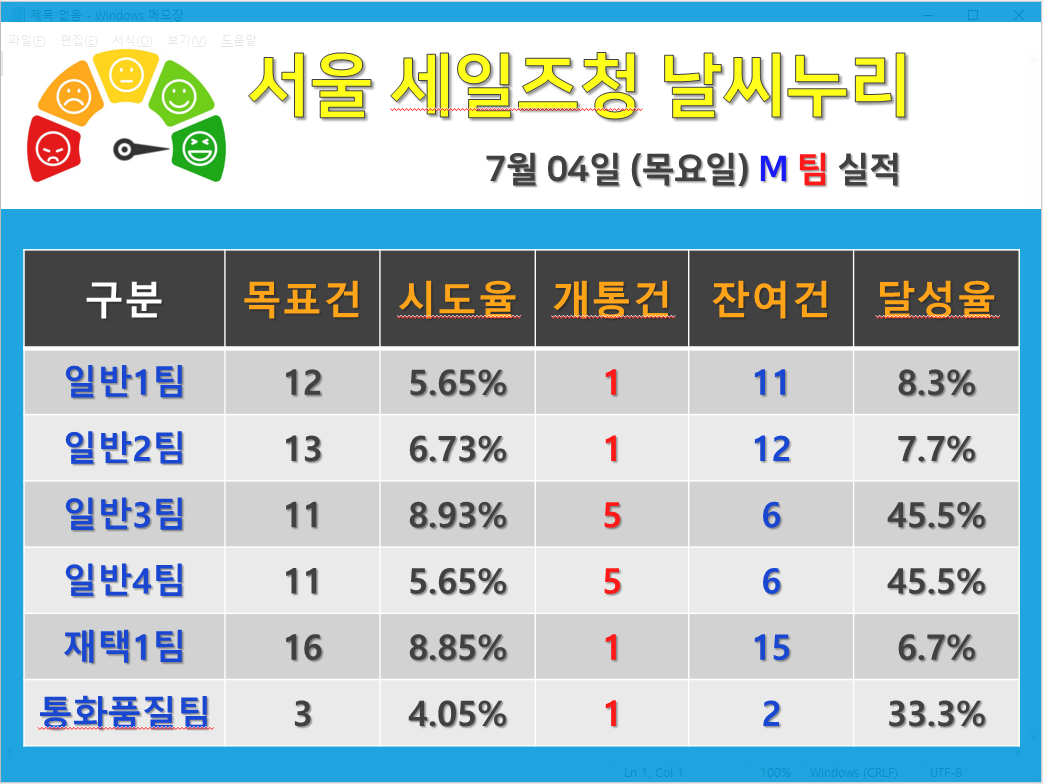 제목 없음 - Windows 메모장
파일(F) 편집(E) 서식(O) 보기(V) 도움말
서울 세일즈청 날씨누리
7월 04일 (목요일) M 팀 실적
구분 목표건 시도율 개통건 잔여건 달성율
일반1팀 12 5.65% 1 11 8.3%
일반2팀 13 6.73% 1 12 7.7%
일반3팀 11 8.93% 5 6 45.5%
일반4팀 11 5.65% 5 6 45.5%
재택1팀 16 8.85% 1 15 6.7%
통화품질팀 3 4.05% 1 2 33.3%
Ln 1, Col 1 100% Windows (CRLF) UTF-8